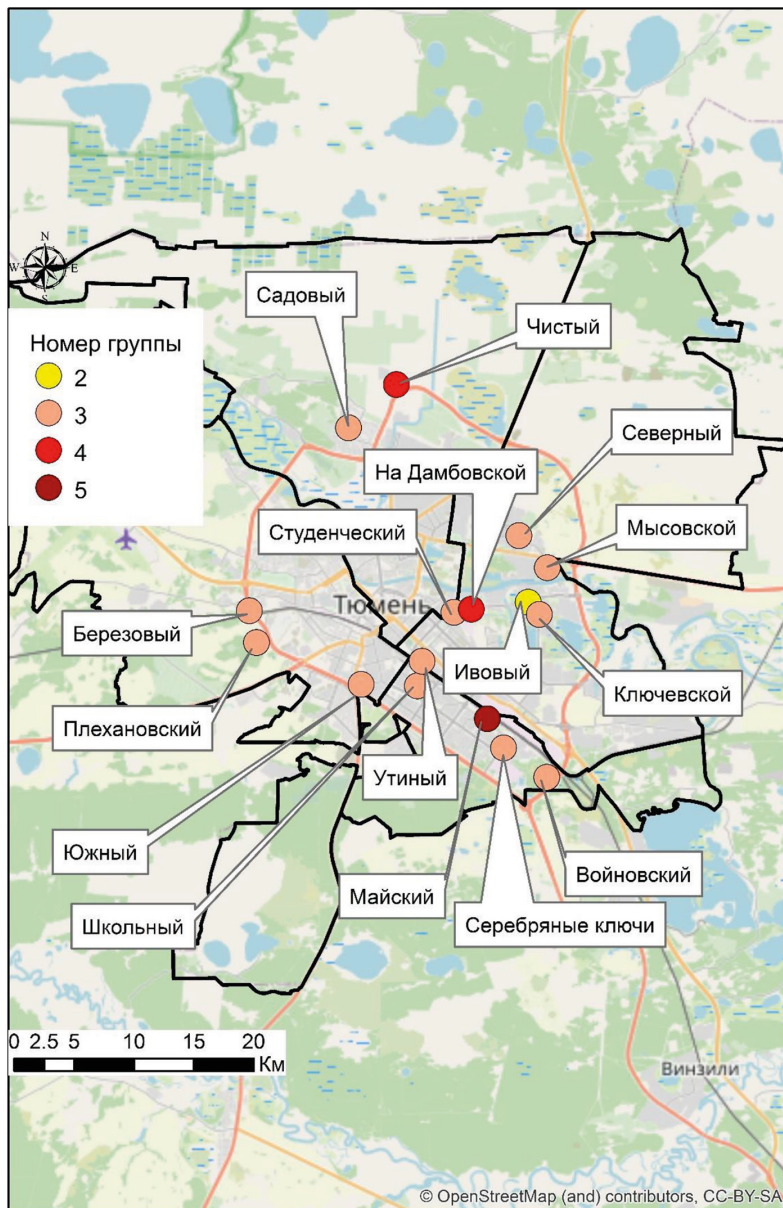 N
W
E
S
Садовый
Чистый
Номер группы
2
3
4
5
Северный
На Дамбовской
Студенческий
Мысовской
Тюмень
Березовый
Ивовый
Ключевской
Плехановский
Утиный
Южный
Войновский
Майский
Школьный
Серебряные ключи
0 2.5 5 10 15 20
Км
Винзили
© OpenStreetMap (and) contributors, CC-BY-SA